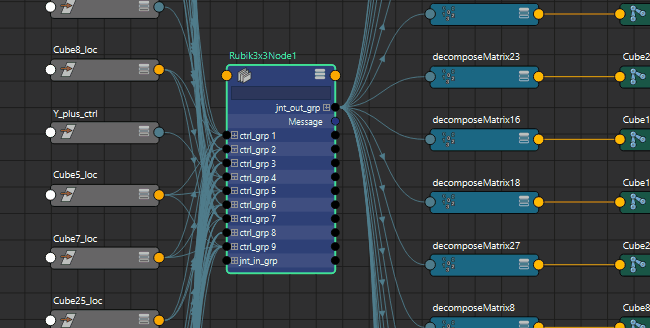 Cube8_loc
Y_plus_ctrl
Cube5_loc
Cube7_loc
Cube25_loc
Rubik3x3Node1
jnt_out_grp
Message
ctrl_grp 1
ctrl_grp 2
ctrl_grp 3
ctrl_grp 4
ctrl_grp 5
ctrl_grp 6
ctrl_grp 7
ctrl_grp 8
ctrl_grp 9
jnt_in_grp
decomposeMatrix23
Cube2
decomposeMatrix16
Cube1
decomposeMatrix18
Cube1
decomposeMatrix27
Cube2
decomposeMatrix8
Cube8